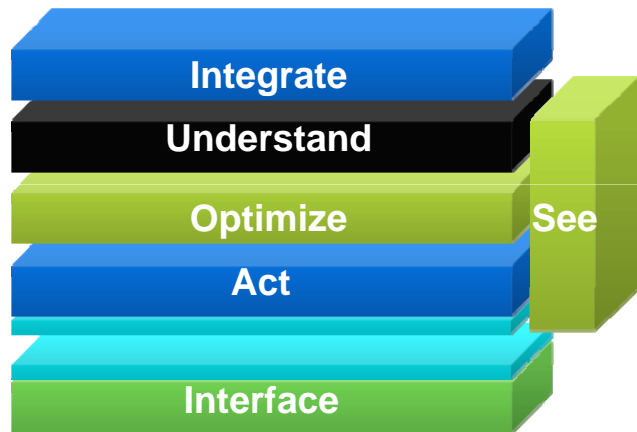 Integrate
Understand
Optimize
See
Act
Interface